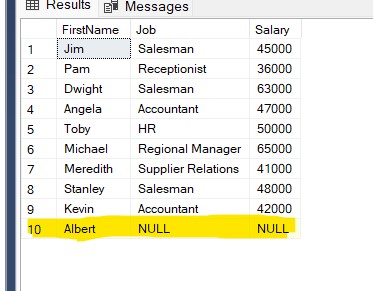 Results Messages
FirstName Job Salary
1 Jim Salesman 45000
2 Pam Receptionist 36000
3 Dwight Salesman 63000
4 Angela Accountant 47000
5 Toby HR 50000
6 Michael Regional Manager 65000
7 Meredith Supplier Relations 41000
8 Stanley Salesman 48000
9 Kevin Accountant 42000
10 Albert NULL NULL